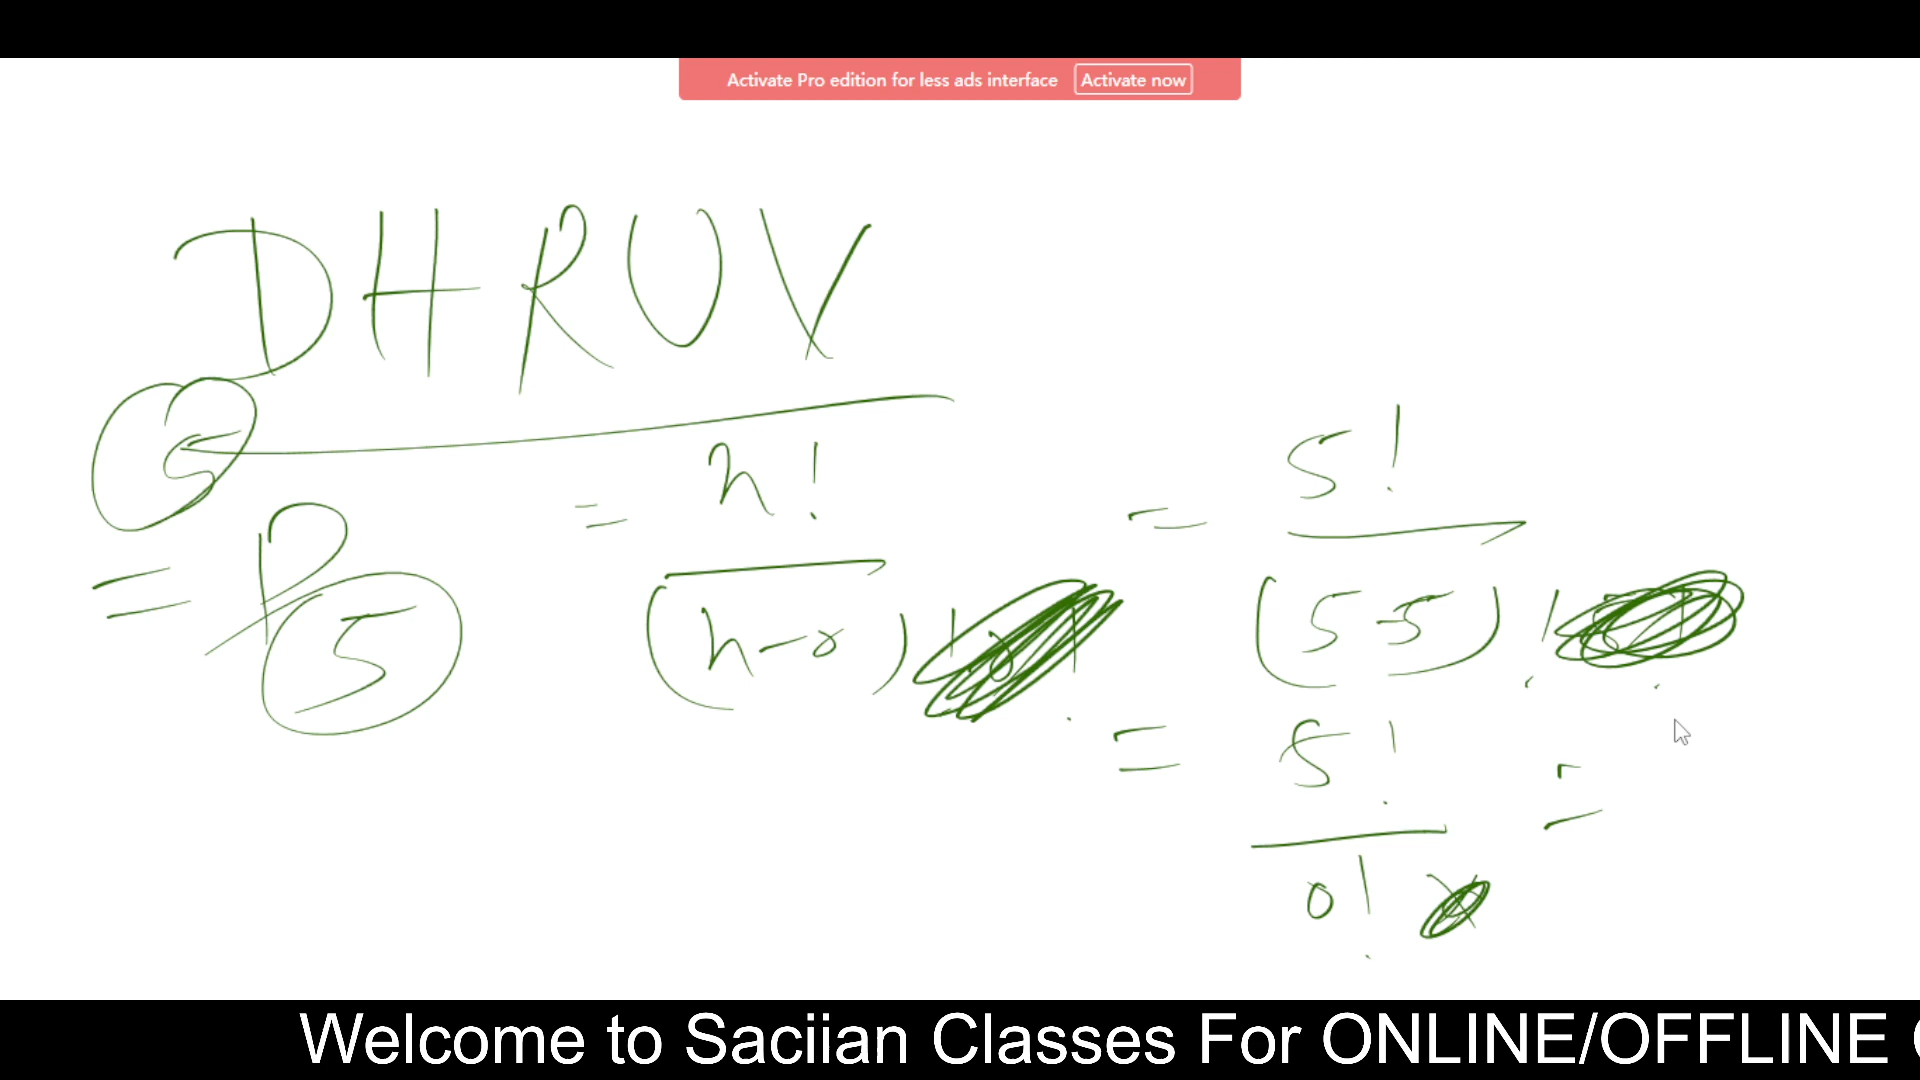 Activate Pro edition for less ads interface Activate now
DHRUV
5
= P5 = n! / (n-r)! = 5! / (5-5)!
= 5! / 0! =
Welcome to Saciian Classes For ONLINE/OFFLINE